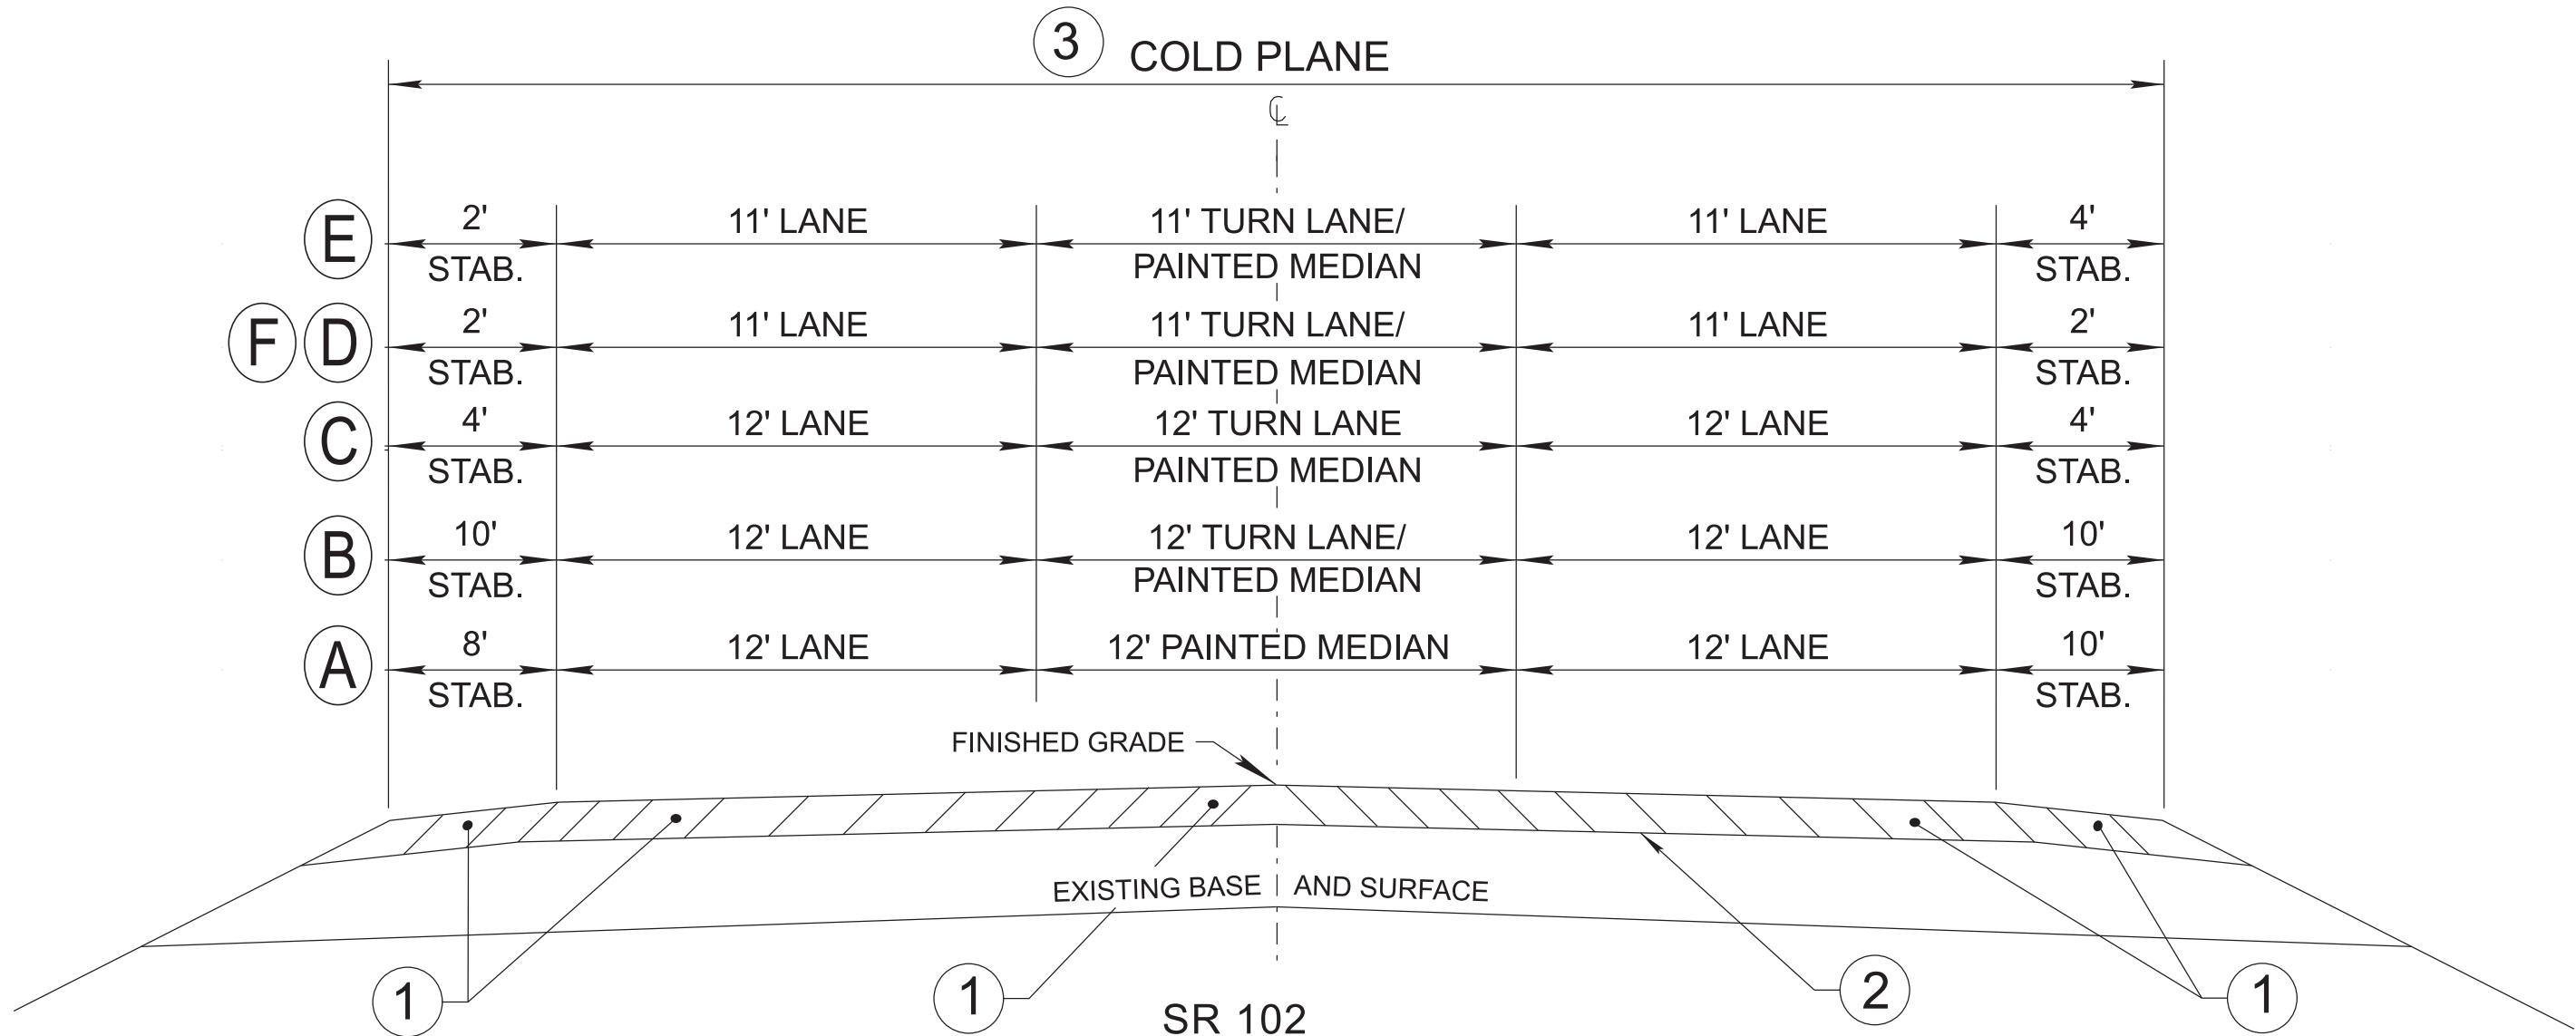 3 COLD PLANE
℄
E 2' 11' LANE 11' TURN LANE/ 11' LANE 4'
STAB. PAINTED MEDIAN STAB.
F D 2' 11' LANE 11' TURN LANE/ 11' LANE 2'
STAB. PAINTED MEDIAN STAB.
C 4' 12' LANE 12' TURN LANE 12' LANE 4'
STAB. PAINTED MEDIAN STAB.
B 10' 12' LANE 12' TURN LANE/ 12' LANE 10'
STAB. PAINTED MEDIAN STAB.
A 8' 12' LANE 12' PAINTED MEDIAN 12' LANE 10'
STAB. STAB.
FINISHED GRADE
EXISTING BASE AND SURFACE
1 1 2 1
SR 102